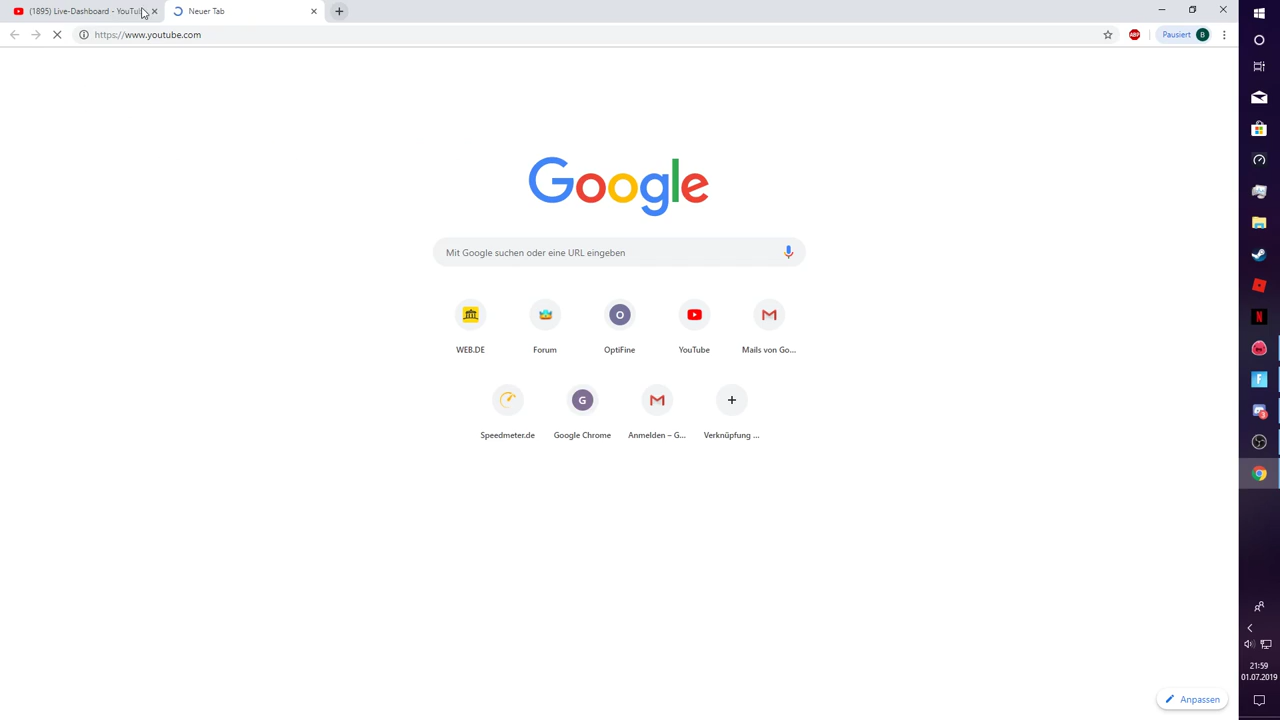 (1895) Live-Dashboard - YouTu
Neuer Tab
https://www.youtube.com
ABP
Pausiert
B
Google
Mit Google suchen oder eine URL eingeben
WEB.DE
Forum
O
OptiFine
YouTube
Mails von Go...
Speedmeter.de
G
Google Chrome
Anmelden – G...
Verknüpfung ...
Anpassen
N
F
3
21:59
01.07.2019